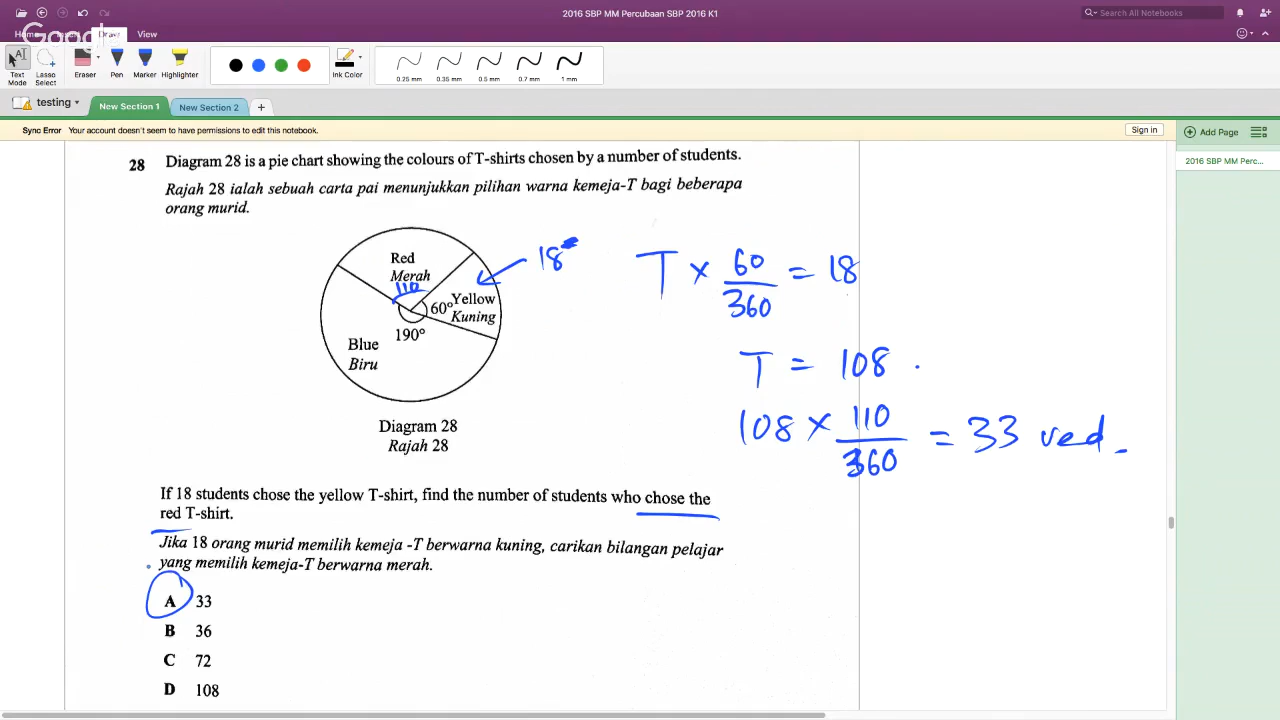 2016 SBP MM Percubaan SBP 2016 K1
Search All Notebooks
Home Insert Draw View
Text Mode
Lasso Select
Eraser
Pen
Marker
Highlighter
Ink Color
0.25 mm 0.35 mm 0.5 mm 0.7 mm 1 mm
testing New Section 1 New Section 2 +
Sync Error Your account doesn't seem to have permissions to edit this notebook. Sign in
Add Page
2016 SBP MM Perc...
28 Diagram 28 is a pie chart showing the colours of T-shirts chosen by a number of students.
Rajah 28 ialah sebuah carta pai menunjukkan pilihan warna kemeja-T bagi beberapa
orang murid.
Red
Merah
110
18
60° Yellow
Kuning
190°
Blue
Biru
Diagram 28
Rajah 28
T × 60/360 = 18
T = 108 .
108 × 110/360 = 33 red.
If 18 students chose the yellow T-shirt, find the number of students who chose the
red T-shirt.
Jika 18 orang murid memilih kemeja -T berwarna kuning, carikan bilangan pelajar
yang memilih kemeja-T berwarna merah.
A 33
B 36
C 72
D 108